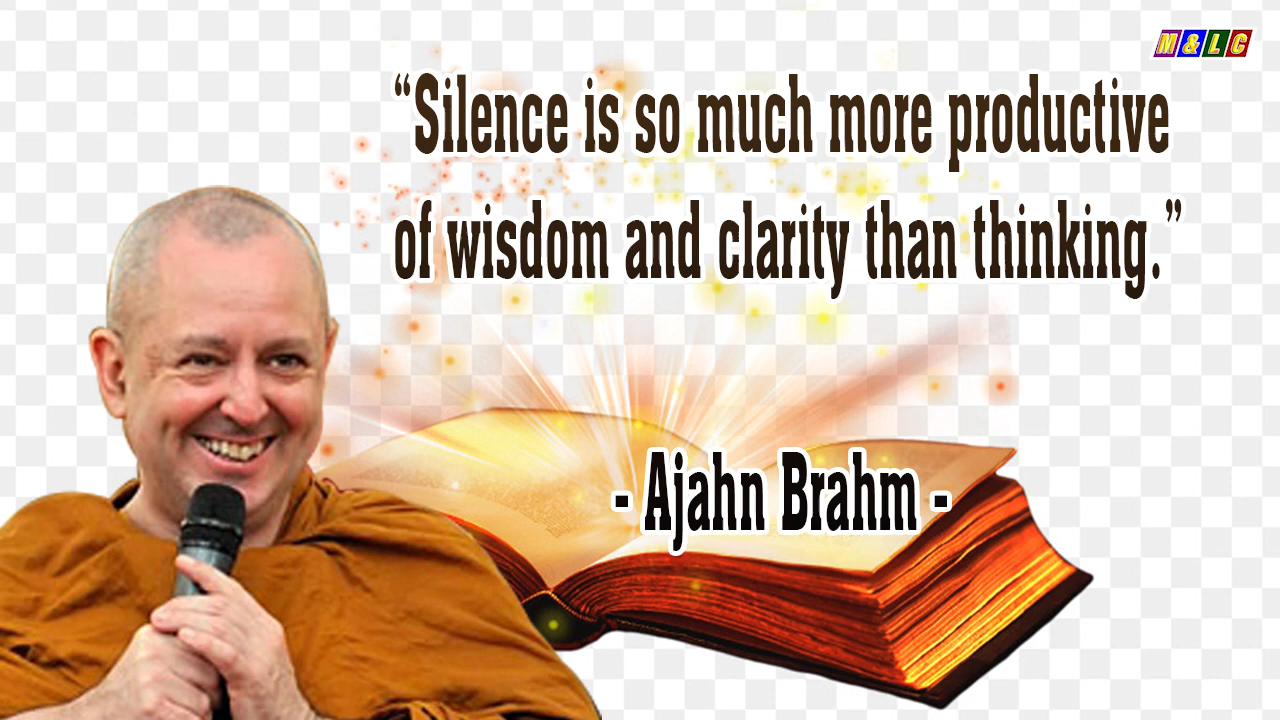 M&LC
“Silence is so much more productive
of wisdom and clarity than thinking.”
- Ajahn Brahm -